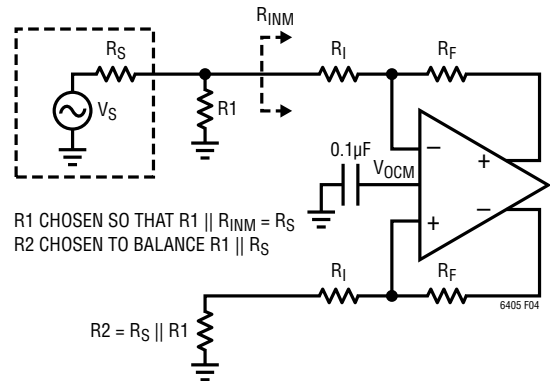 R_INM
R_S
R_I
R_F
V_S
R1
0.1µF
V_OCM
−
+
+
−
R1 CHOSEN SO THAT R1 || R_INM = R_S
R2 CHOSEN TO BALANCE R1 || R_S
R_I
R_F
6405 F04
R2 = R_S || R1